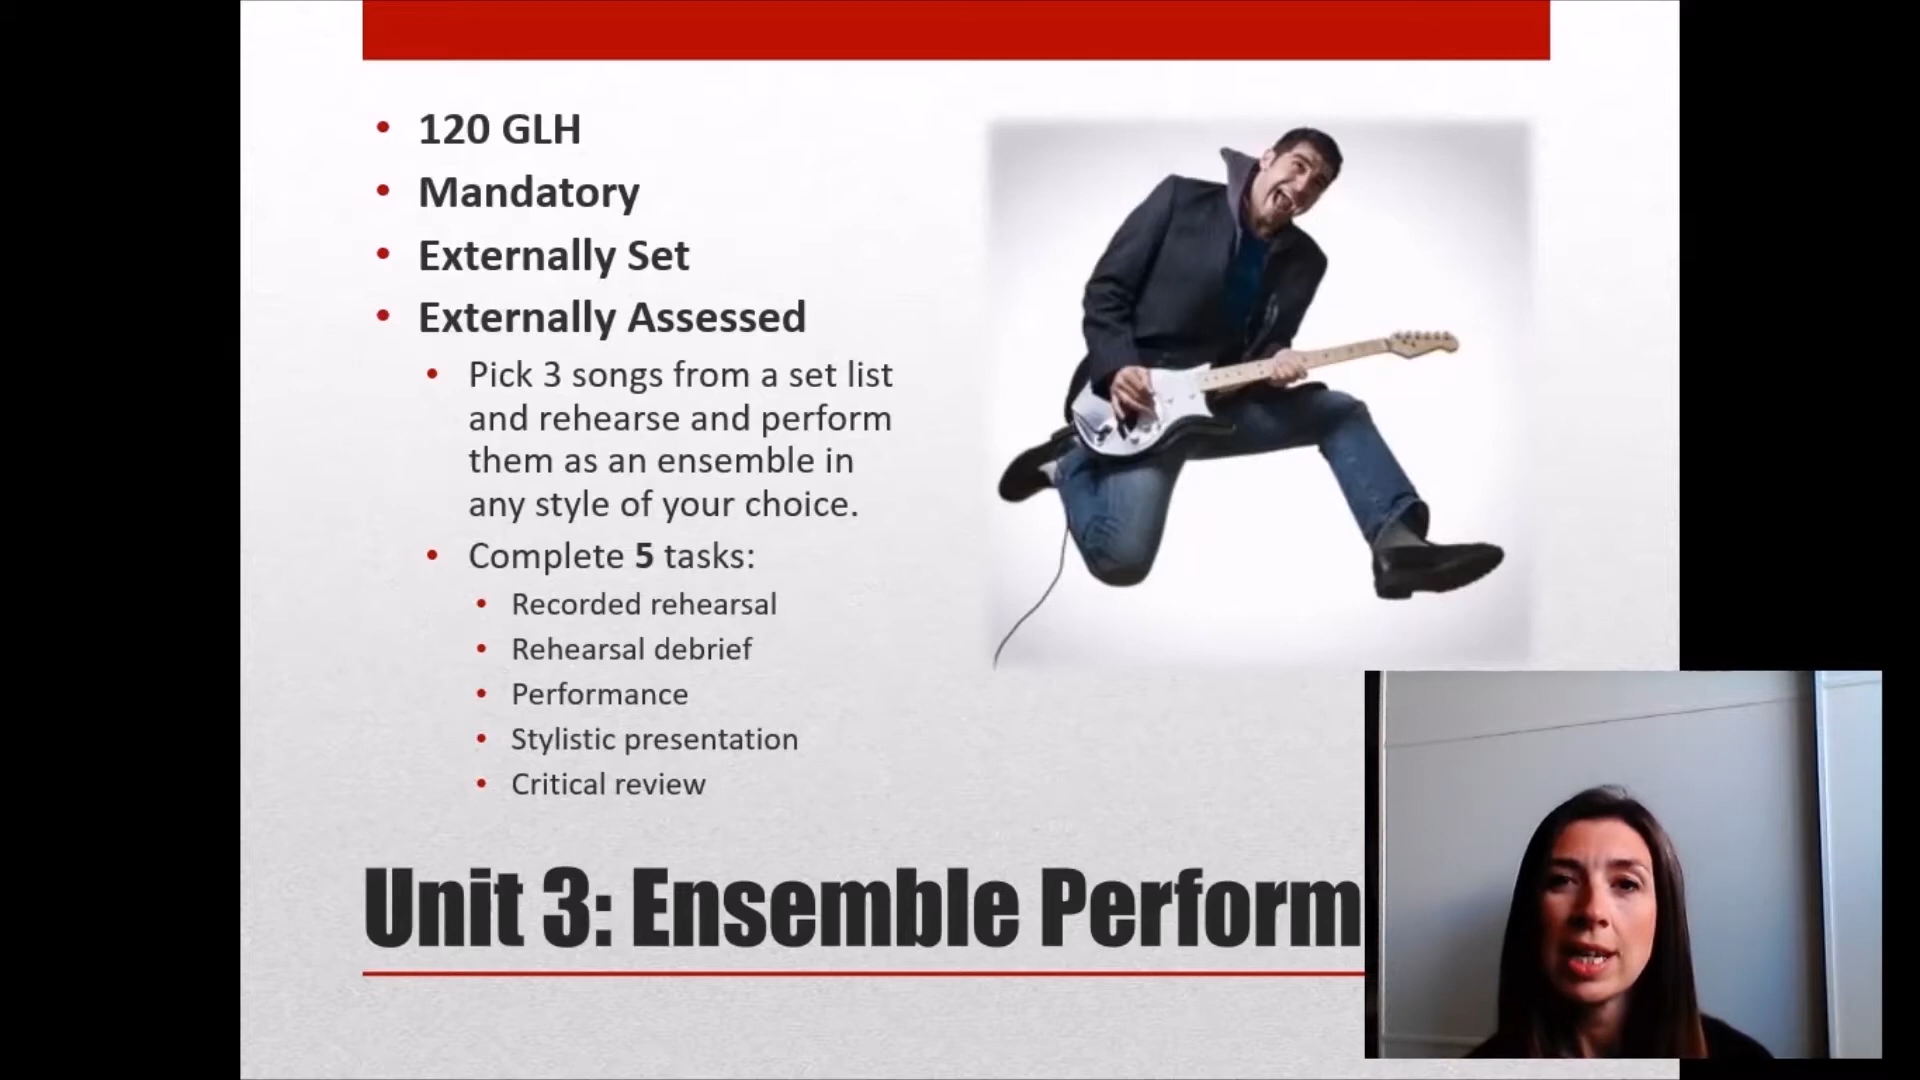 120 GLH
Mandatory
Externally Set
Externally Assessed
Pick 3 songs from a set list
and rehearse and perform
them as an ensemble in
any style of your choice.
Complete 5 tasks:
Recorded rehearsal
Rehearsal debrief
Performance
Stylistic presentation
Critical review
Unit 3: Ensemble Perform